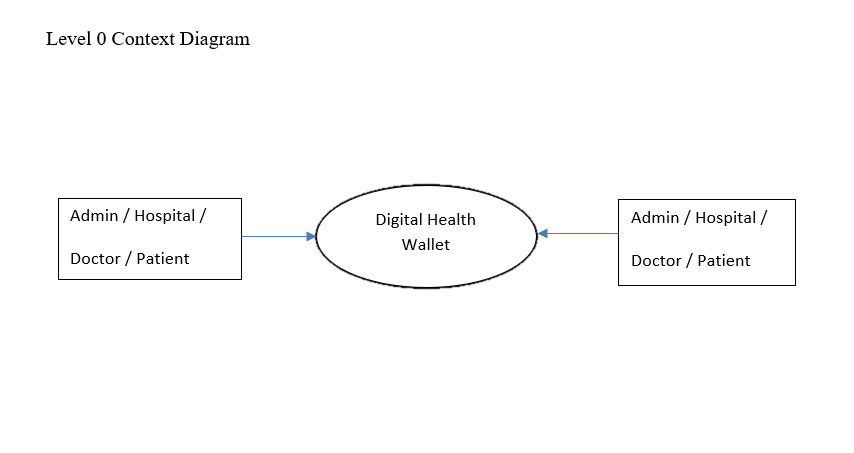 Level 0 Context Diagram
Admin / Hospital /
Doctor / Patient
Digital Health
Wallet
Admin / Hospital /
Doctor / Patient